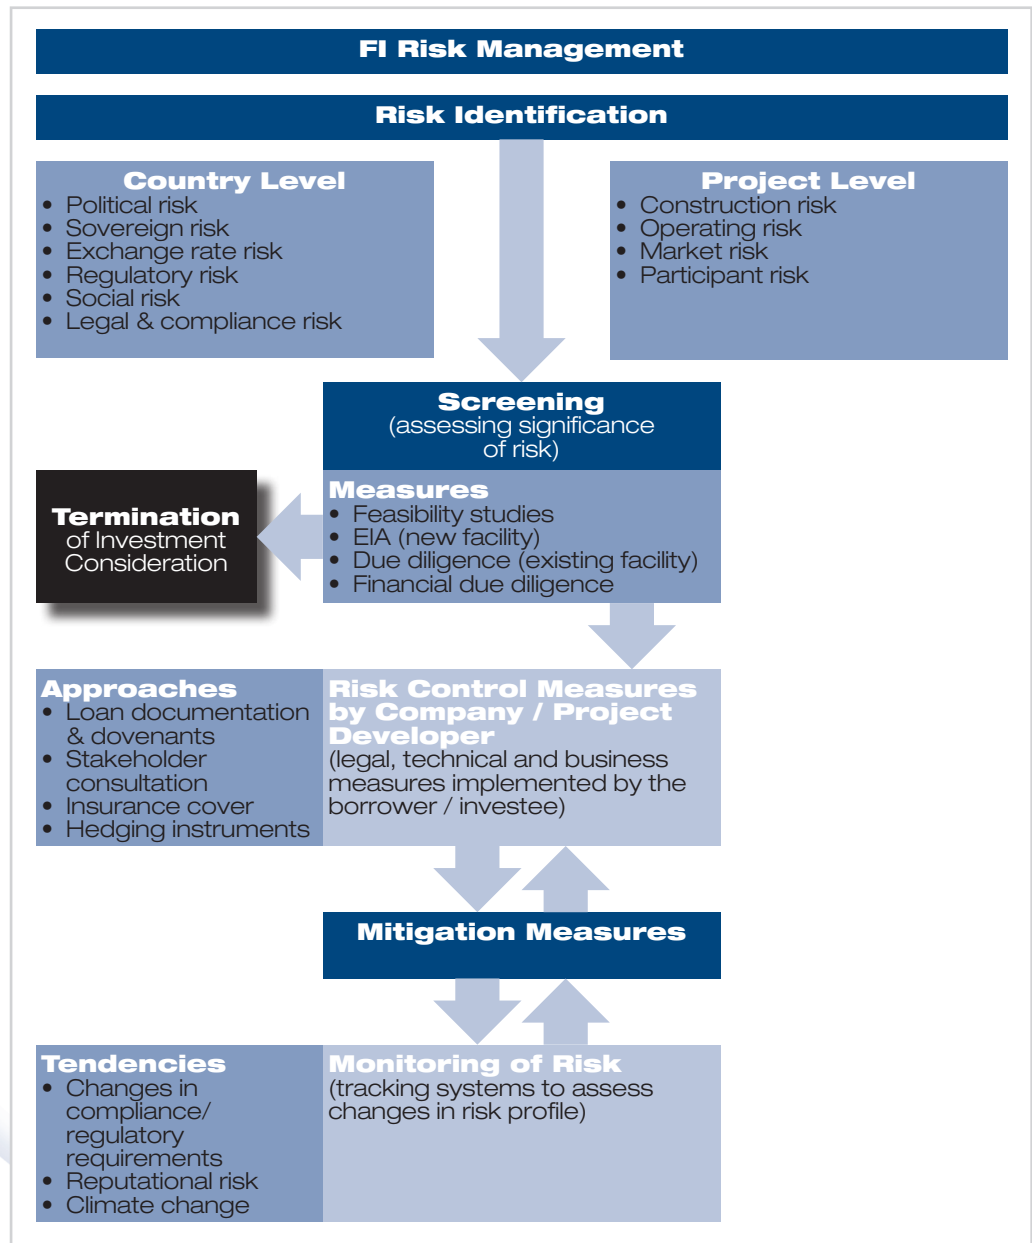 FI Risk Management
Risk Identification
Country Level
• Political risk
• Sovereign risk
• Exchange rate risk
• Regulatory risk
• Social risk
• Legal & compliance risk
Project Level
• Construction risk
• Operating risk
• Market risk
• Participant risk
Screening
(assessing significance
of risk)
Measures
• Feasibility studies
• EIA (new facility)
• Due diligence (existing facility)
• Financial due diligence
Termination
of Investment
Consideration
Approaches
• Loan documentation
& dovenants
• Stakeholder
consultation
• Insurance cover
• Hedging instruments
Risk Control Measures
by Company / Project
Developer
(legal, technical and business
measures implemented by the
borrower / investee)
Mitigation Measures
Tendencies
• Changes in
compliance/
regulatory
requirements
• Reputational risk
• Climate change
Monitoring of Risk
(tracking systems to assess
changes in risk profile)